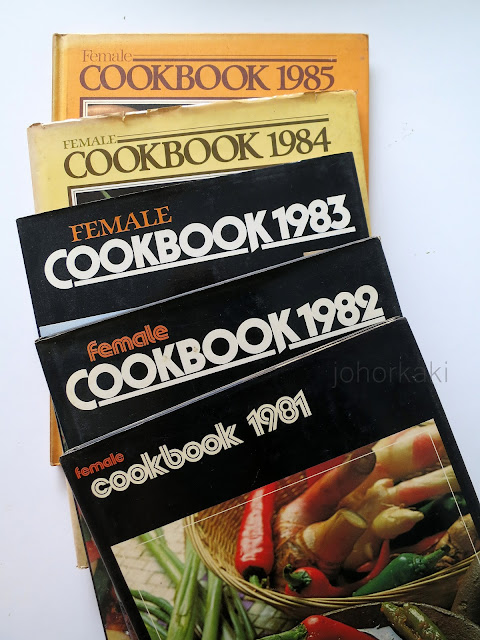 Female
COOKBOOK 1985
FEMALE
COOKBOOK 1984
FEMALE
COOKBOOK 1983
female
COOKBOOK 1982
johorkaki
female
cookbook 1981